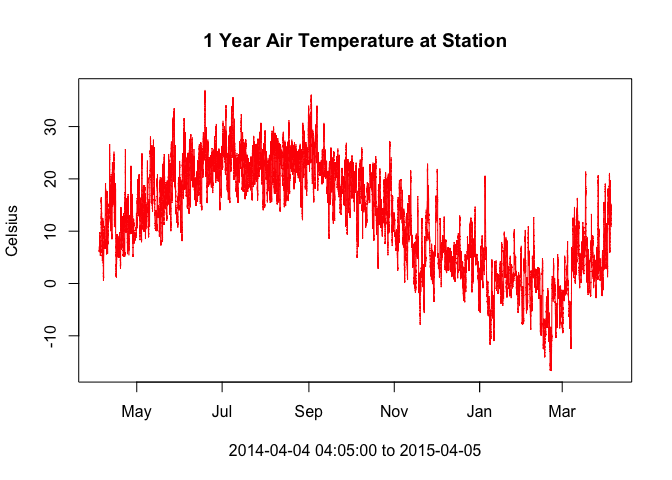 1 Year Air Temperature at Station
Celsius
30
20
10
0
-10
May Jul Sep Nov Jan Mar
2014-04-04 04:05:00 to 2015-04-05